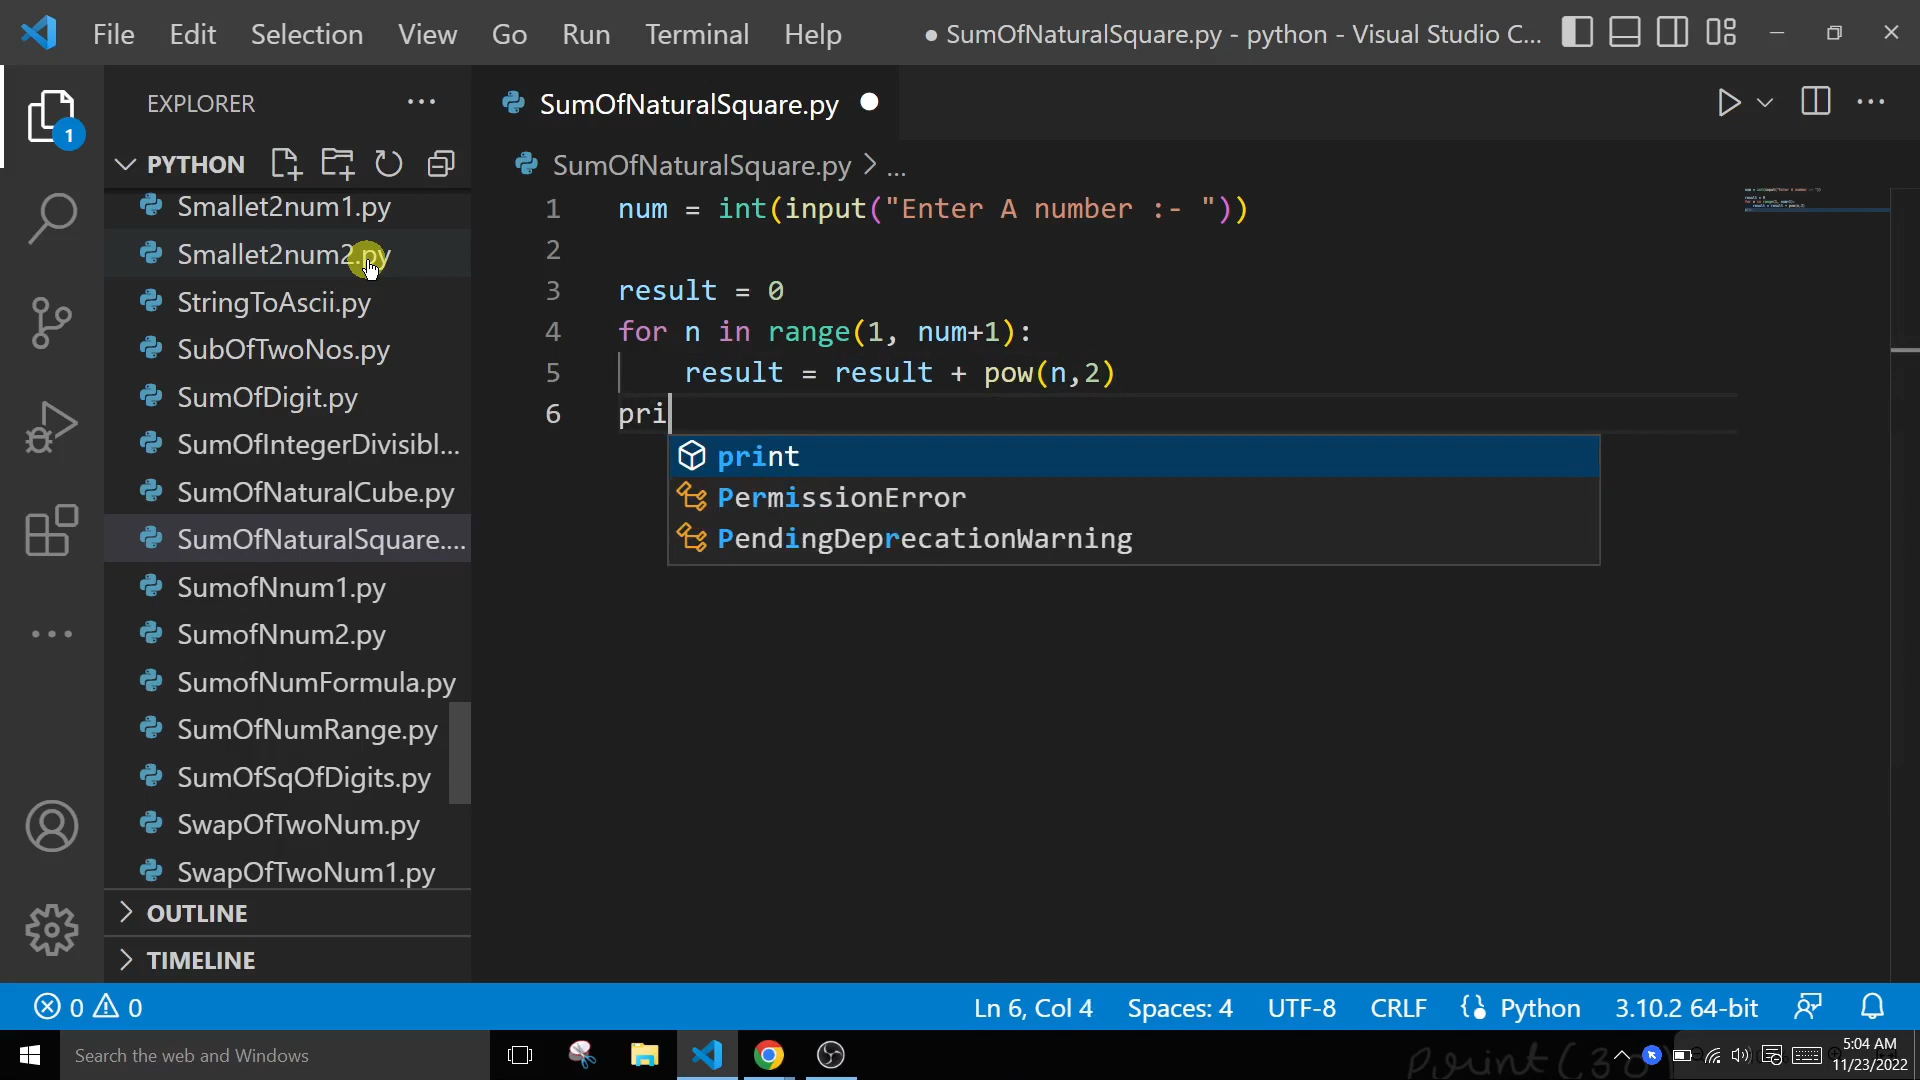 File Edit Selection View Go Run Terminal Help ● SumOfNaturalSquare.py - python - Visual Studio C...
EXPLORER ...
SumOfNaturalSquare.py ●
1
PYTHON
SumOfNaturalSquare.py > ...
Smallet2num1.py
Smallet2num2.py
StringToAscii.py
SubOfTwoNos.py
SumOfDigit.py
SumOfIntegerDivisibl...
SumOfNaturalCube.py
SumOfNaturalSquare....
SumofNnum1.py
SumofNnum2.py
SumofNumFormula.py
SumOfNumRange.py
SumOfSqOfDigits.py
SwapOfTwoNum.py
SwapOfTwoNum1.py
OUTLINE
TIMELINE
1 num = int(input("Enter A number :- "))
2
3 result = 0
4 for n in range(1, num+1):
5 result = result + pow(n,2)
6 pri
print
PermissionError
PendingDeprecationWarning
0 0 Ln 6, Col 4 Spaces: 4 UTF-8 CRLF Python 3.10.2 64-bit
Search the web and Windows
print(30)
5:04 AM
11/23/2022